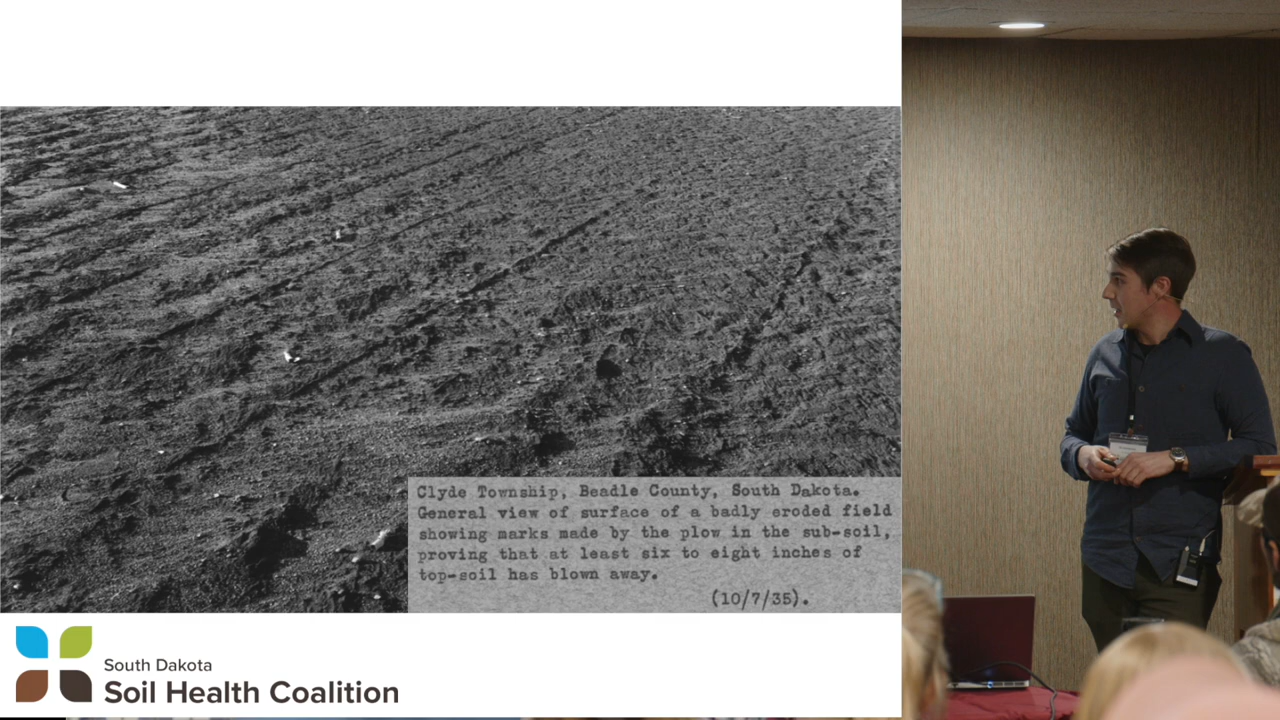 Clyde Township, Beadle County, South Dakota.
General view of surface of a badly eroded field
showing marks made by the plow in the sub-soil,
proving that at least six to eight inches of
top-soil has blown away.
(10/7/35).
South Dakota
Soil Health Coalition